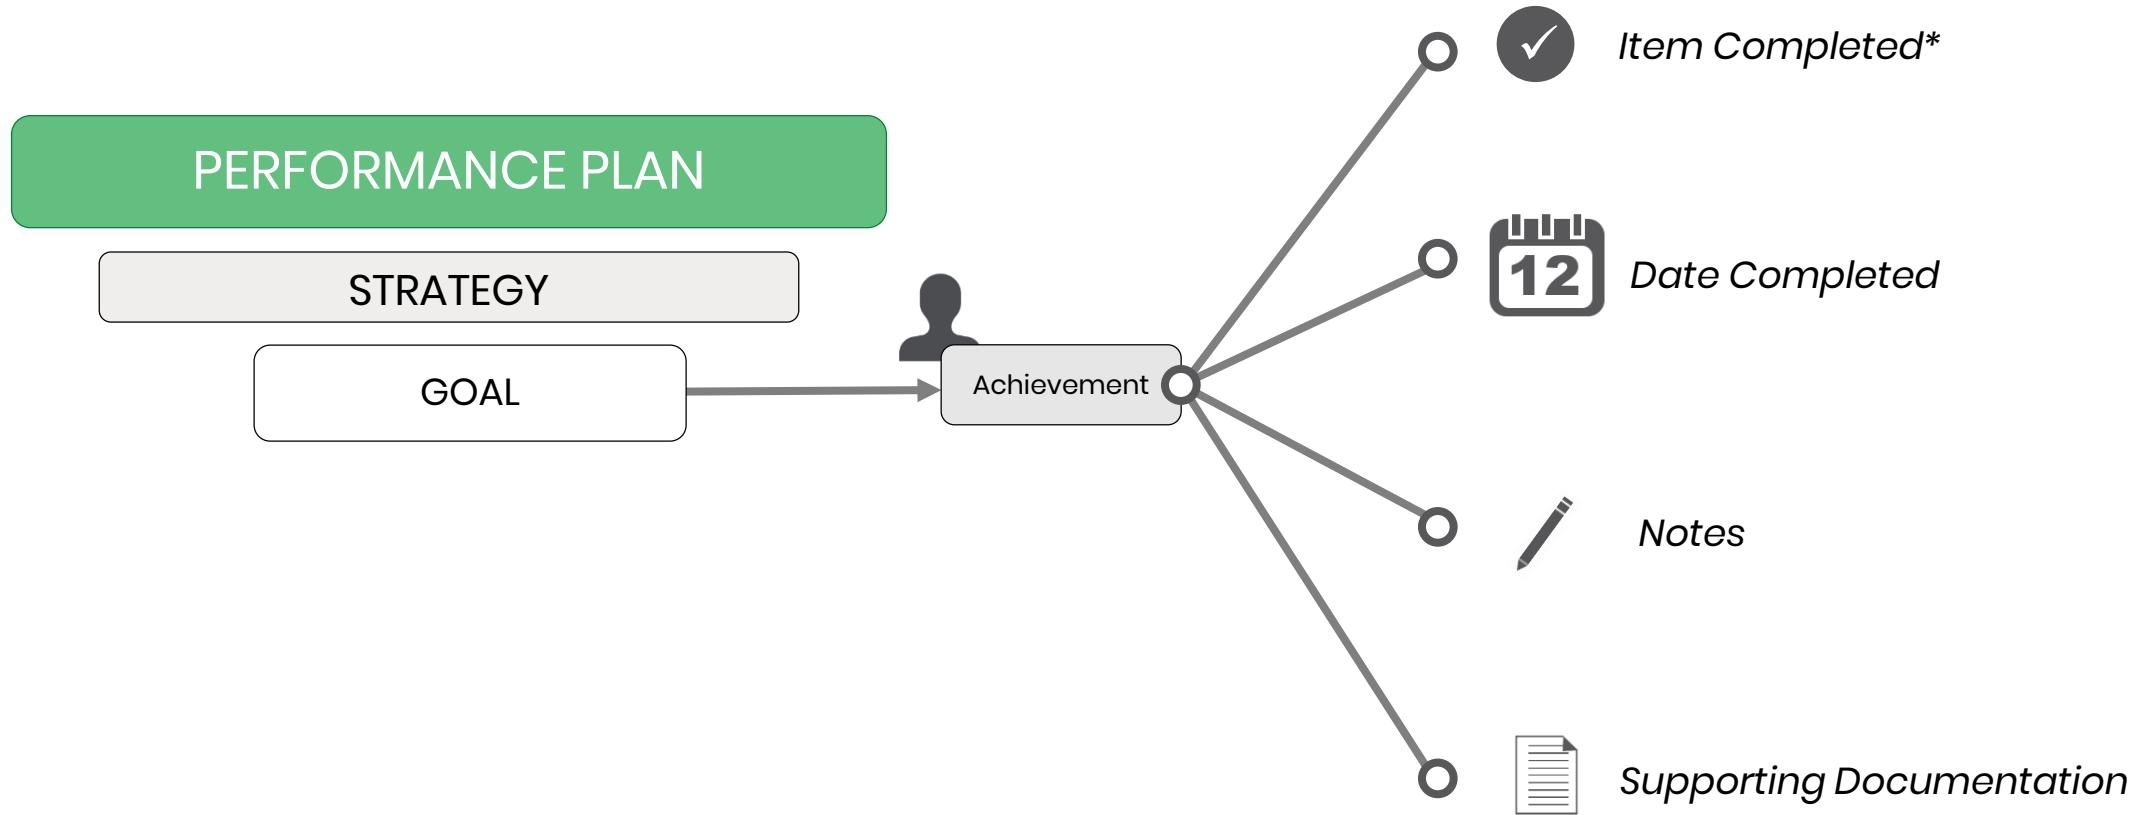 PERFORMANCE PLAN
STRATEGY
GOAL
Achievement
Item Completed*
12
Date Completed
Notes
Supporting Documentation